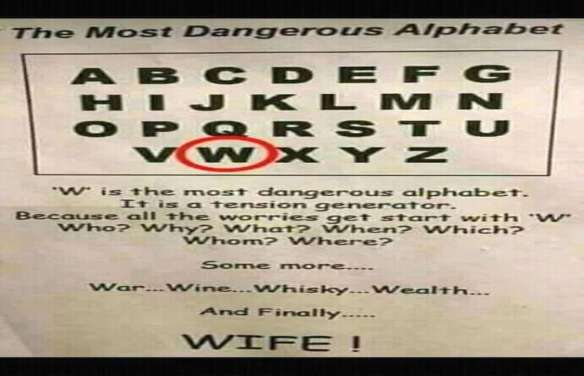 The Most Dangerous Alphabet
A B C D E F G
H I J K L M N
O P Q R S T U
V W X Y Z
'W' is the most dangerous alphabet.
It is a tension generator.
Because all the worries get start with 'W'
Who? Why? What? When? Which?
Whom? Where?
Some more....
War...Wine...Whisky...Wealth...
And Finally.....
WIFE !